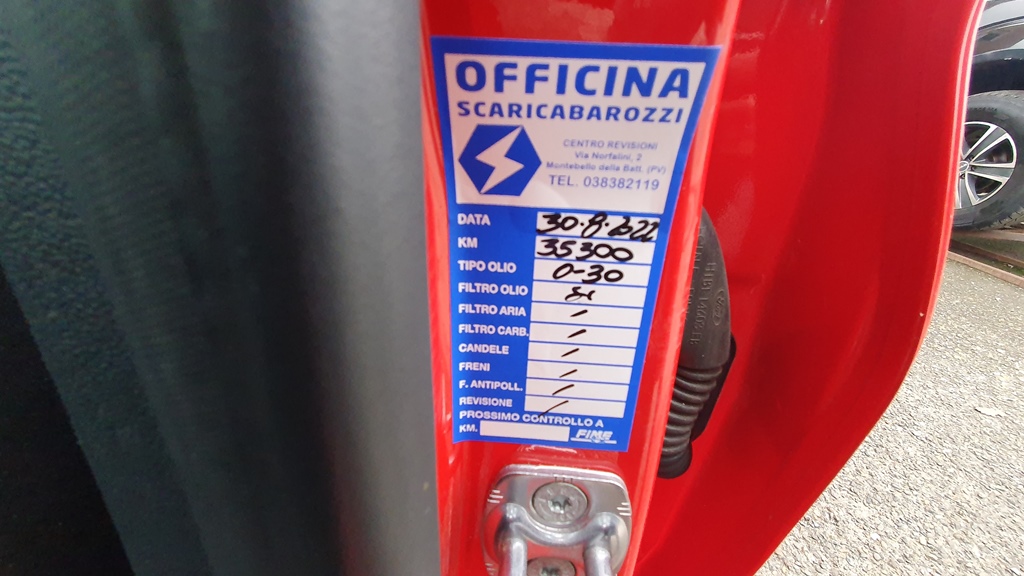 OFFICINA
SCARICABAROZZI
CENTRO REVISIONI
Via Norfalini, 2
Montebello della Batt. (PV)
TEL. 038382119
DATA 30.8.2022
KM 35300
TIPO OLIO 0-30
FILTRO OLIO
FILTRO ARIA /
FILTRO CARB. /
CANDELE /
FRENI /
F. ANTIPOLL. /
REVISIONE /
PROSSIMO CONTROLLO A
KM. FIME